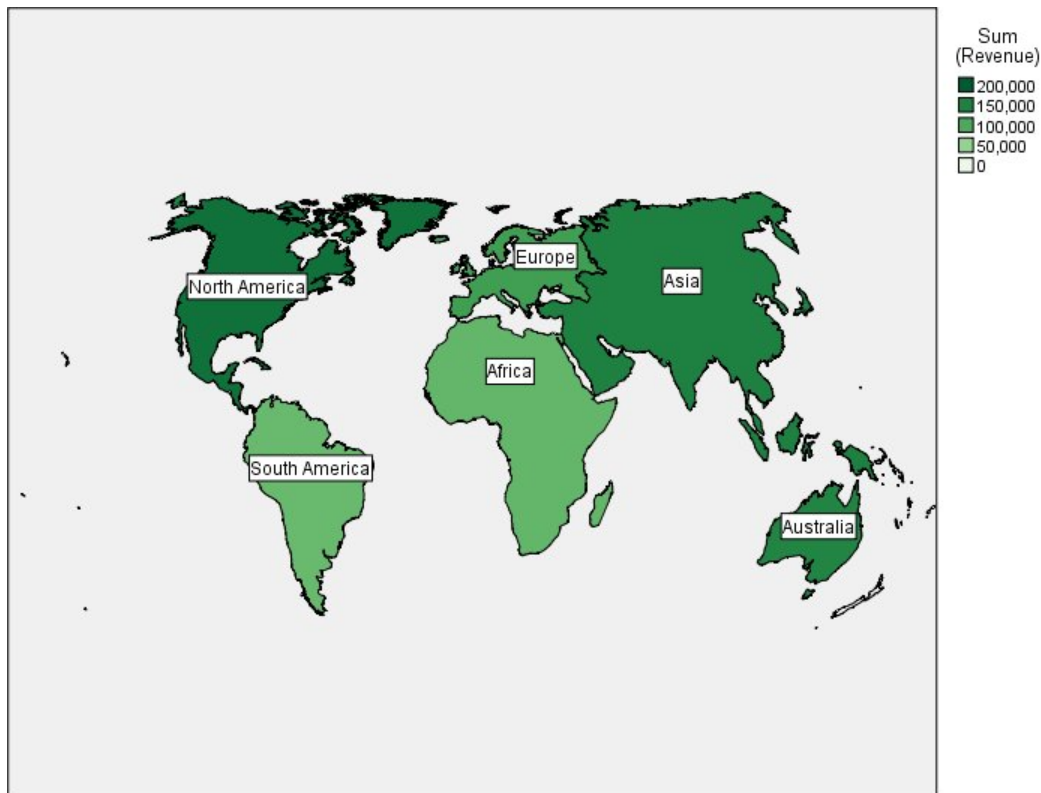 Sum
(Revenue)
200,000
150,000
100,000
50,000
0
Europe
Asia
North America
Africa
South America
Australia